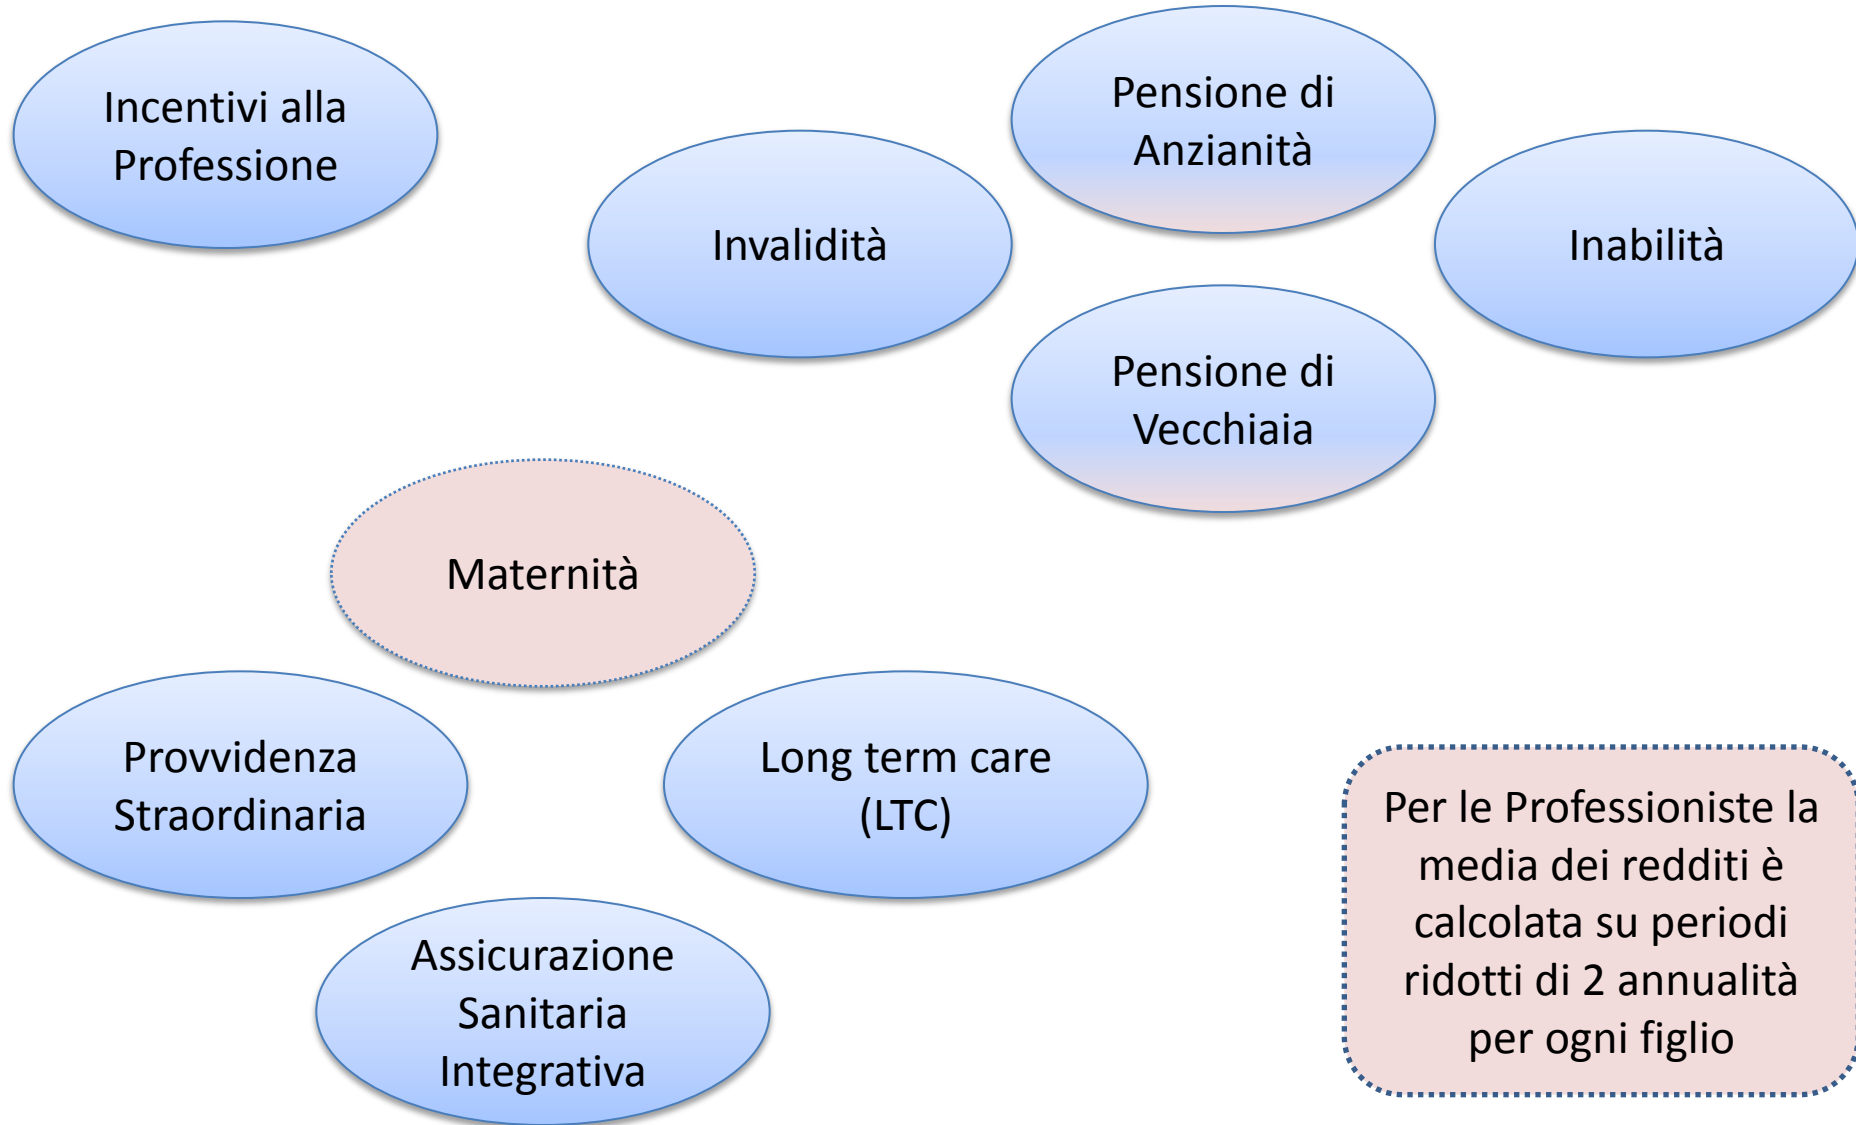 Incentivi alla
Professione
Pensione di
Anzianità
Invalidità
Inabilità
Pensione di
Vecchiaia
Maternità
Provvidenza
Straordinaria
Long term care
(LTC)
Assicurazione
Sanitaria
Integrativa
Per le Professioniste la
media dei redditi è
calcolata su periodi
ridotti di 2 annualità
per ogni figlio